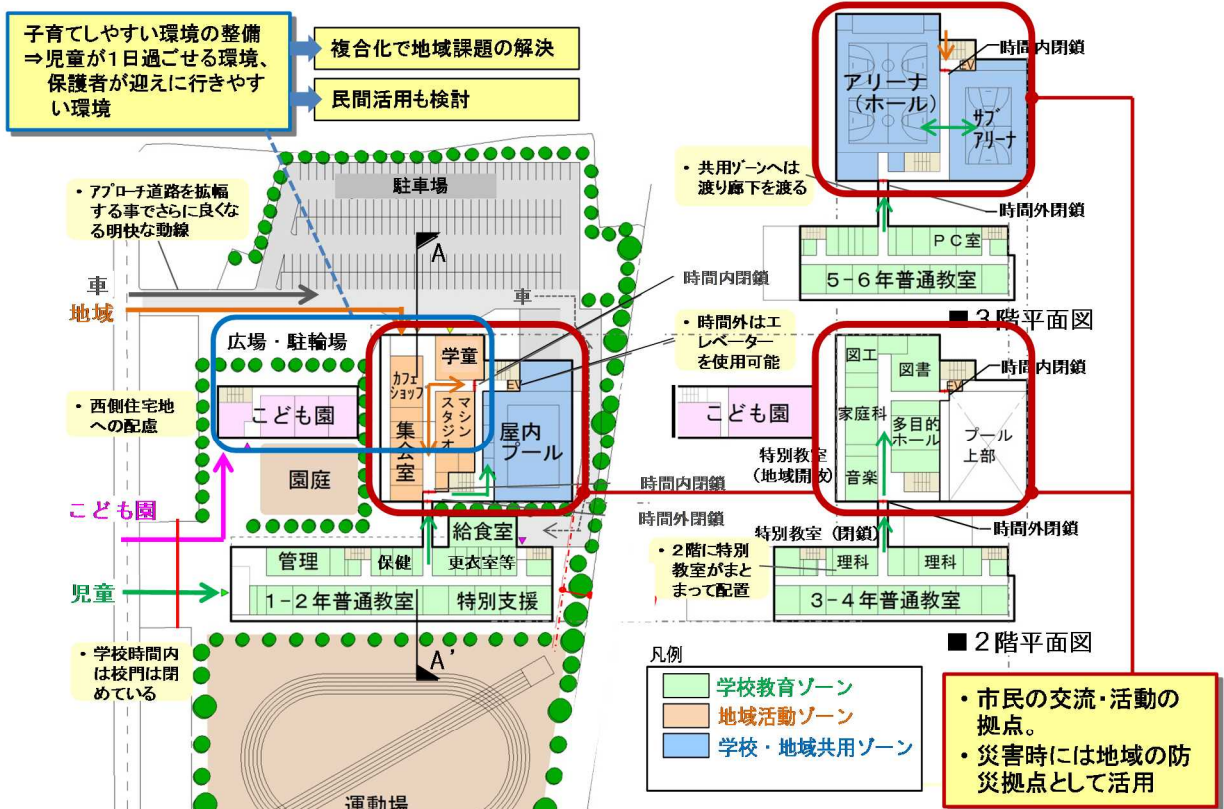 子育てしやすい環境の整備
⇒児童が1日過ごせる環境、
保護者が迎えに行きやす
い環境
複合化で地域課題の解決
民間活用も検討
・アプローチ道路を拡幅
する事でさらに良くな
る明快な動線
車
地域
駐車場
A
車
時間内閉鎖
広場・駐輪場
・時間外はエ
レベーター
を使用可能
学童
カフェ
ショップ
EV
こども園
マシン
スタジオ
集会室
屋内
プール
・西側住宅地
への配慮
園庭
こども園
時間内閉鎖
時間外閉鎖
給食室
管理
保健
更衣室等
児童
1-2年普通教室
特別支援
・学校時間内
は校門は閉
めている
A'
運動場
アリーナ
(ホール)
EV
時間内閉鎖
サブ
アリーナ
・共用ゾーンへは
渡り廊下を渡る
時間外閉鎖
PC室
5-6年普通教室
■3階平面図
図工
図書
EV
時間内閉鎖
こども園
家庭科
多目的
ホール
プール
上部
特別教室
(地域開放)
音楽
時間外閉鎖
特別教室(閉鎖)
・2階に特別
教室がまと
まって配置
理科
理科
3-4年普通教室
■2階平面図
凡例
学校教育ゾーン
地域活動ゾーン
学校・地域共用ゾーン
・市民の交流・活動の
拠点。
・災害時には地域の防
災拠点として活用